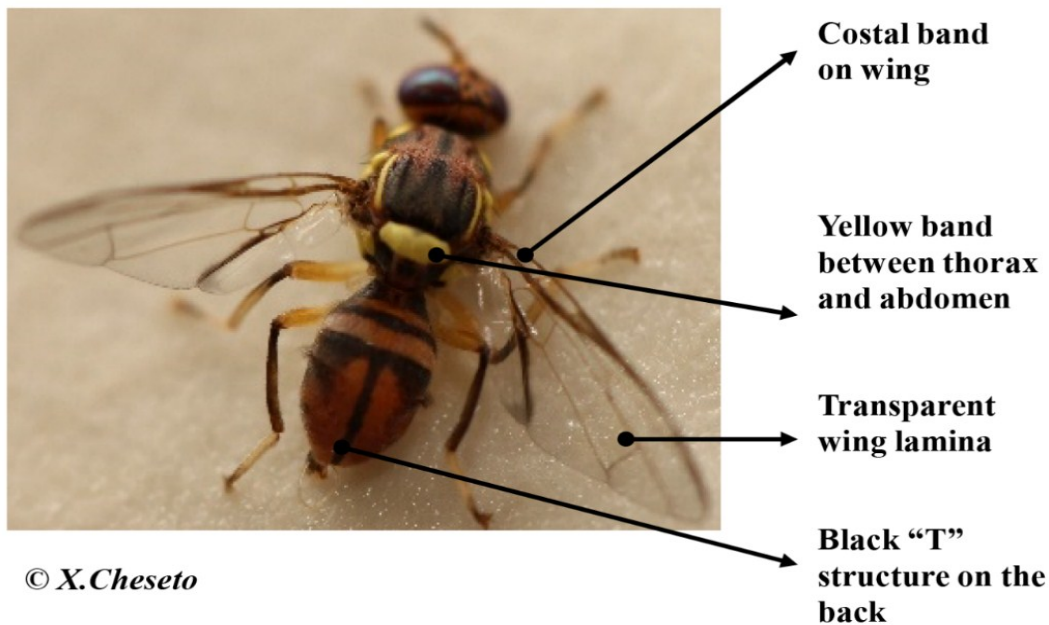 Costal band
on wing
Yellow band
between thorax
and abdomen
Transparent
wing lamina
Black “T”
structure on the
back
© X.Cheseto